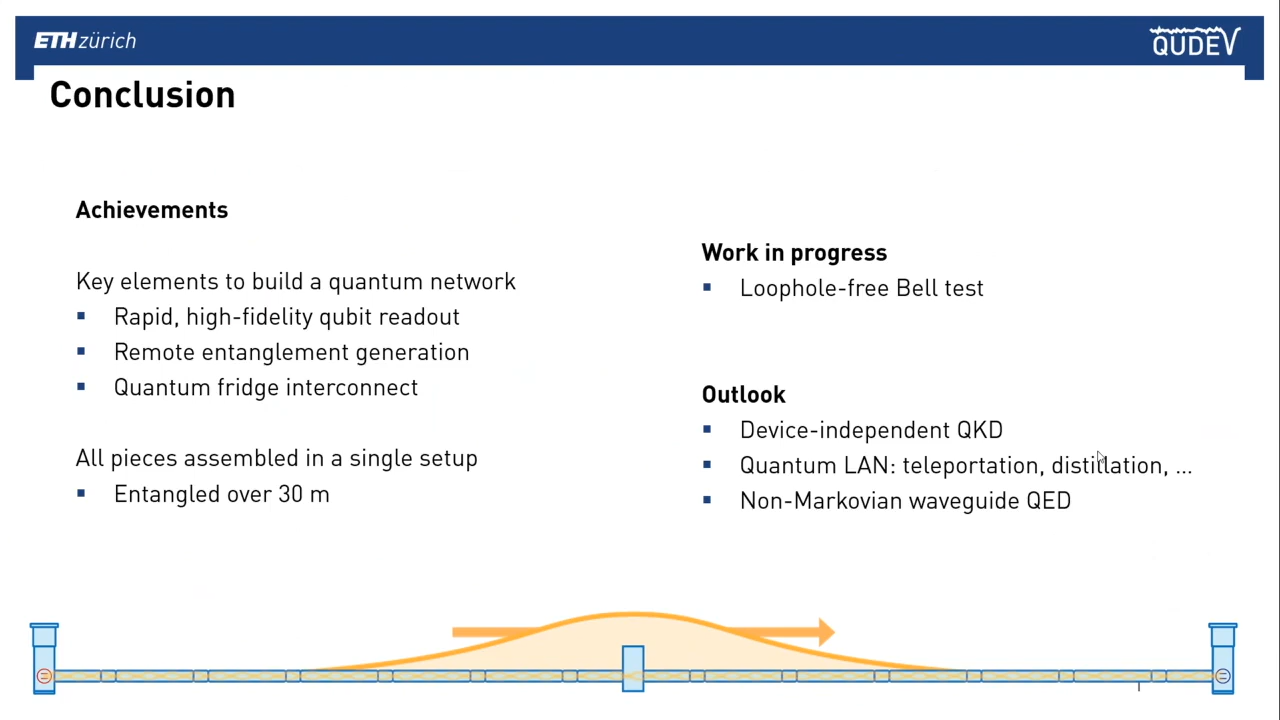 ETH zürich
QUDEV
Conclusion
Achievements
Key elements to build a quantum network
▪ Rapid, high-fidelity qubit readout
▪ Remote entanglement generation
▪ Quantum fridge interconnect
All pieces assembled in a single setup
▪ Entangled over 30 m
Work in progress
▪ Loophole-free Bell test
Outlook
▪ Device-independent QKD
▪ Quantum LAN: teleportation, distillation, ...
▪ Non-Markovian waveguide QED